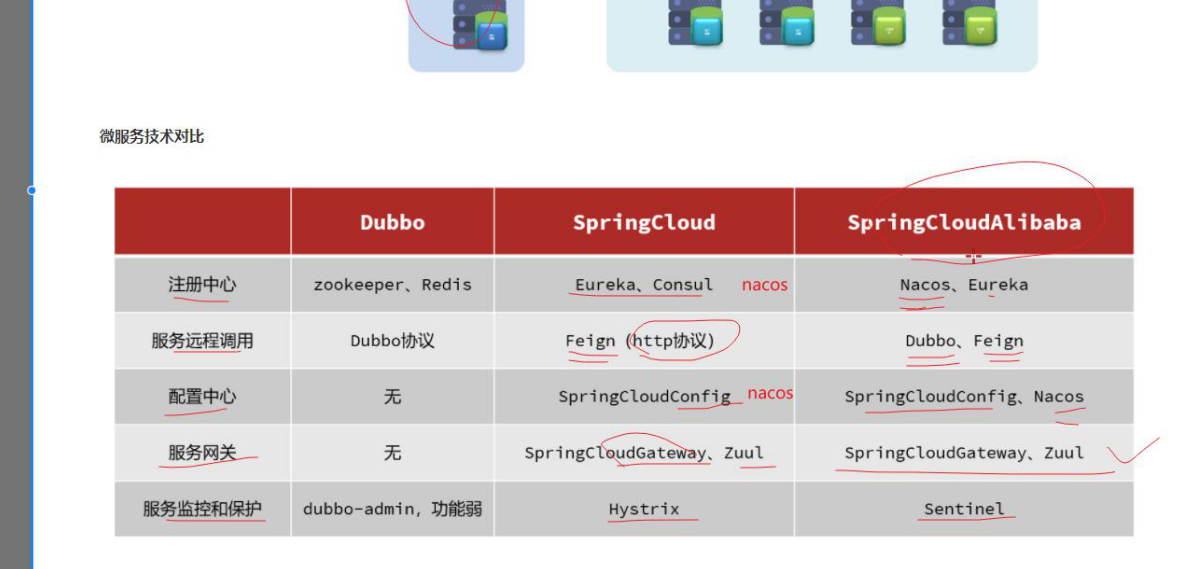 微服务技术对比
Dubbo SpringCloud SpringCloudAlibaba
注册中心 zookeeper、Redis Eureka、Consul nacos Nacos、Eureka
服务远程调用 Dubbo协议 Feign（http协议） Dubbo、Feign
配置中心 无 SpringCloudConfig nacos SpringCloudConfig、Nacos
服务网关 无 SpringCloudGateway、Zuul SpringCloudGateway、Zuul
服务监控和保护 dubbo-admin，功能弱 Hystrix Sentinel